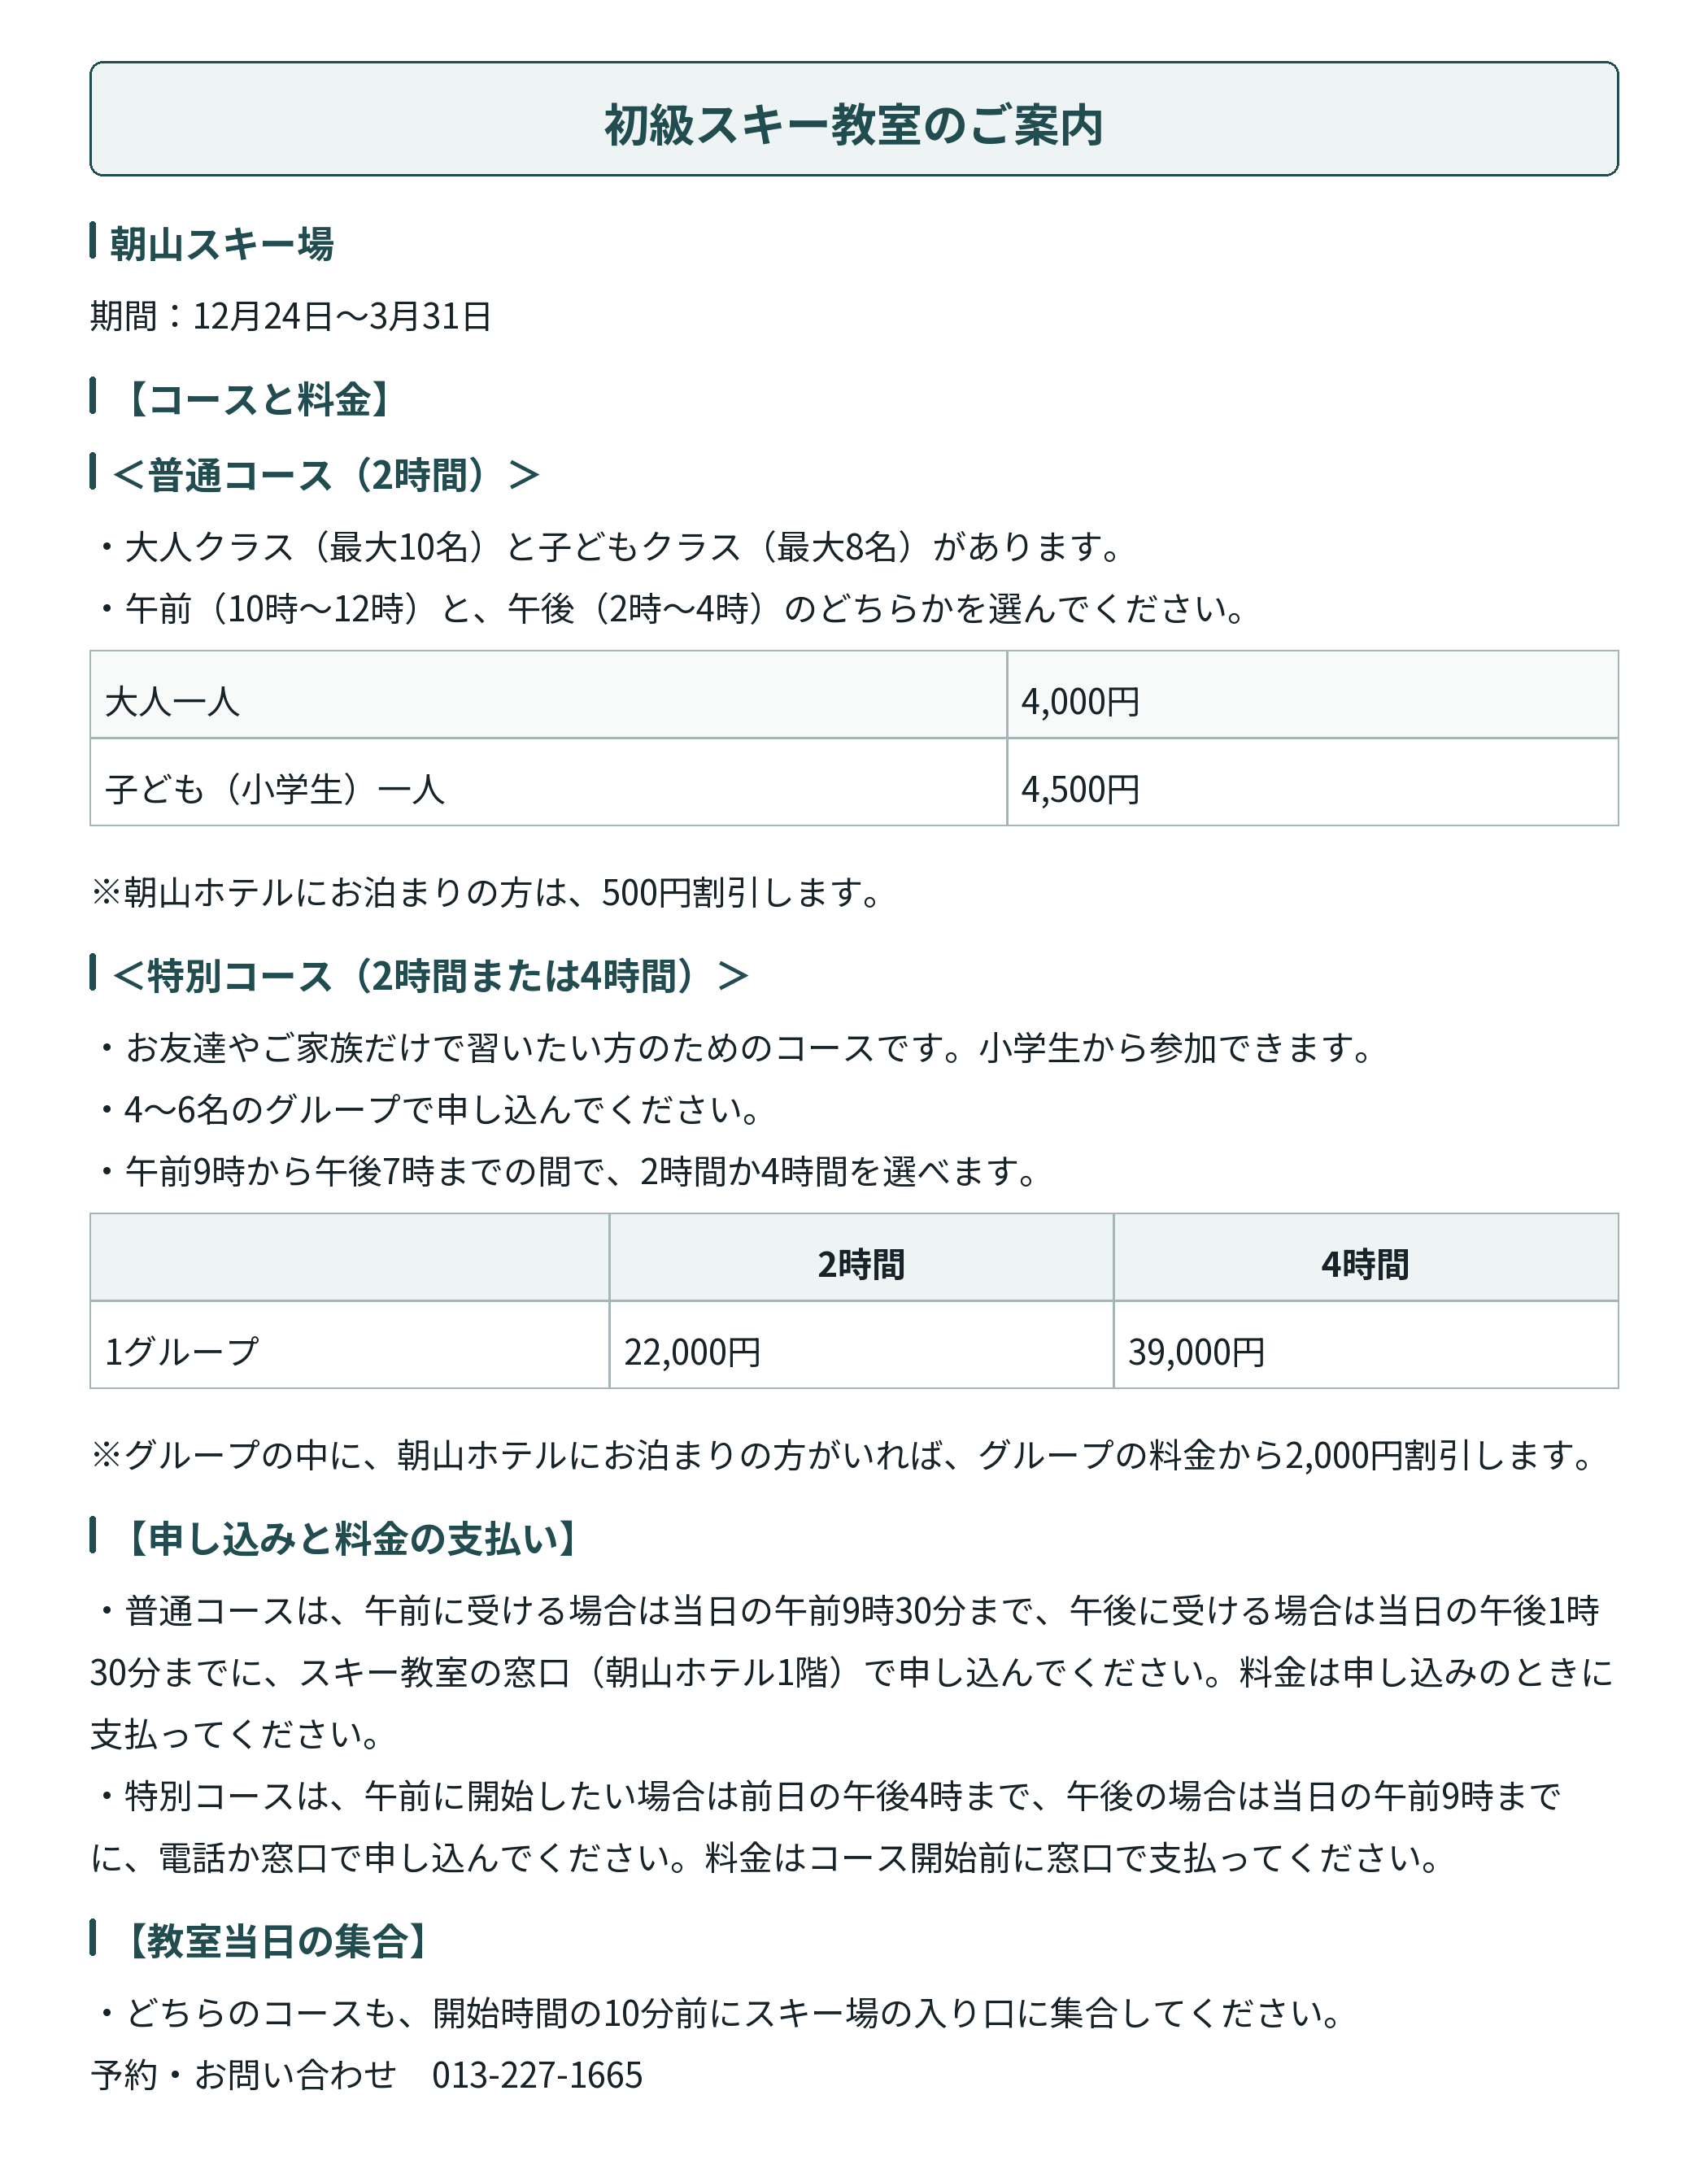 初級スキー教室のご案内
朝山スキー場
期間：12月24日～3月31日
【コースと料金】
＜普通コース（2時間）＞
・大人クラス（最大10名）と子どもクラス（最大8名）があります。
・午前（10時～12時）と、午後（2時～4時）のどちらかを選んでください。
大人一人 4,000円
子ども（小学生）一人 4,500円
※朝山ホテルにお泊まりの方は、500円割引します。
＜特別コース（2時間または4時間）＞
・お友達やご家族だけで習いたい方のためのコースです。小学生から参加できます。
・4～6名のグループで申し込んでください。
・午前9時から午後7時までの間で、2時間か4時間を選べます。
2時間 4時間
1グループ 22,000円 39,000円
※グループの中に、朝山ホテルにお泊まりの方がいれば、グループの料金から2,000円割引します。
【申し込みと料金の支払い】
・普通コースは、午前に受ける場合は当日の午前9時30分まで、午後に受ける場合は当日の午後1時
30分までに、スキー教室の窓口（朝山ホテル1階）で申し込んでください。料金は申し込みのときに
支払ってください。
・特別コースは、午前に開始したい場合は前日の午後4時まで、午後の場合は当日の午前9時まで
に、電話か窓口で申し込んでください。料金はコース開始前に窓口で支払ってください。
【教室当日の集合】
・どちらのコースも、開始時間の10分前にスキー場の入り口に集合してください。
予約・お問い合わせ　013-227-1665